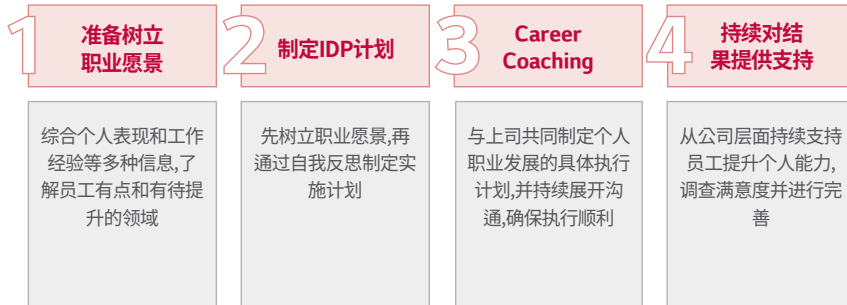 1
准备树立
职业愿景
综合个人表现和工作
经验等多种信息,了
解员工有点和有待提
升的领域
2
制定IDP计划
先树立职业愿景,再
通过自我反思制定实
施计划
3
Career
Coaching
与上司共同制定个人
职业发展的具体执行
计划,并持续展开沟
通,确保执行顺利
4
持续对结
果提供支持
从公司层面持续支持
员工提升个人能力,
调查满意度并进行完
善